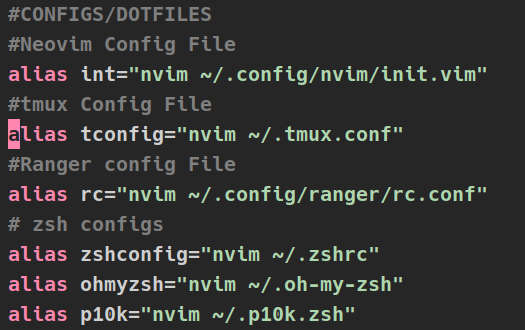 #CONFIGS/DOTFILES
#Neovim Config File
alias int="nvim ~/.config/nvim/init.vim"
#tmux Config File
alias tconfig="nvim ~/.tmux.conf"
#Ranger config File
alias rc="nvim ~/.config/ranger/rc.conf"
# zsh configs
alias zshconfig="nvim ~/.zshrc"
alias ohmyzsh="nvim ~/.oh-my-zsh"
alias p10k="nvim ~/.p10k.zsh"